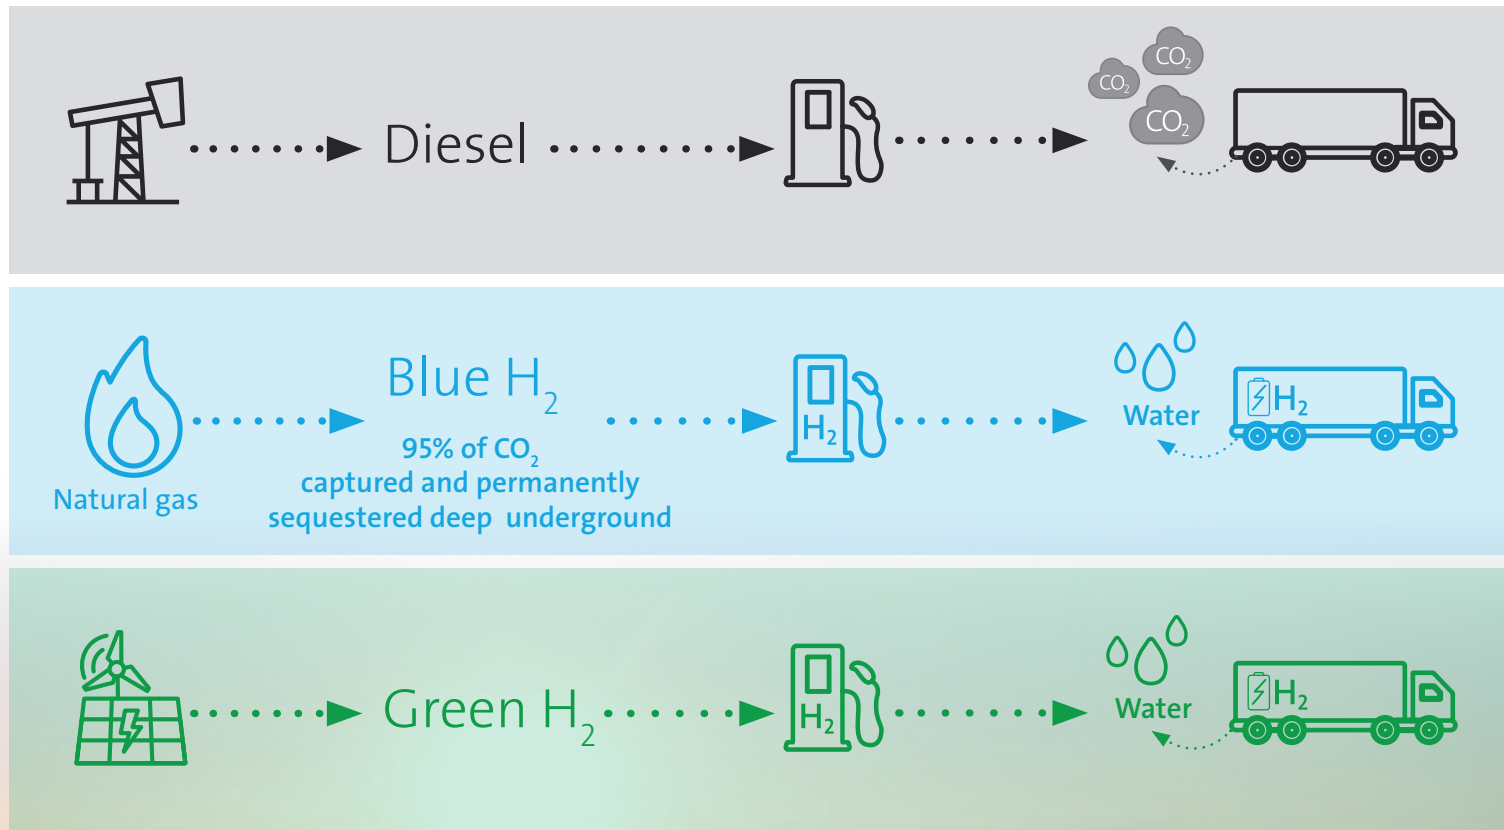 CO₂
CO₂
CO₂
Diesel
Blue H₂
95% of CO₂
captured and permanently
sequestered deep underground
Natural gas
H₂
Water
H₂
Green H₂
H₂
Water
H₂